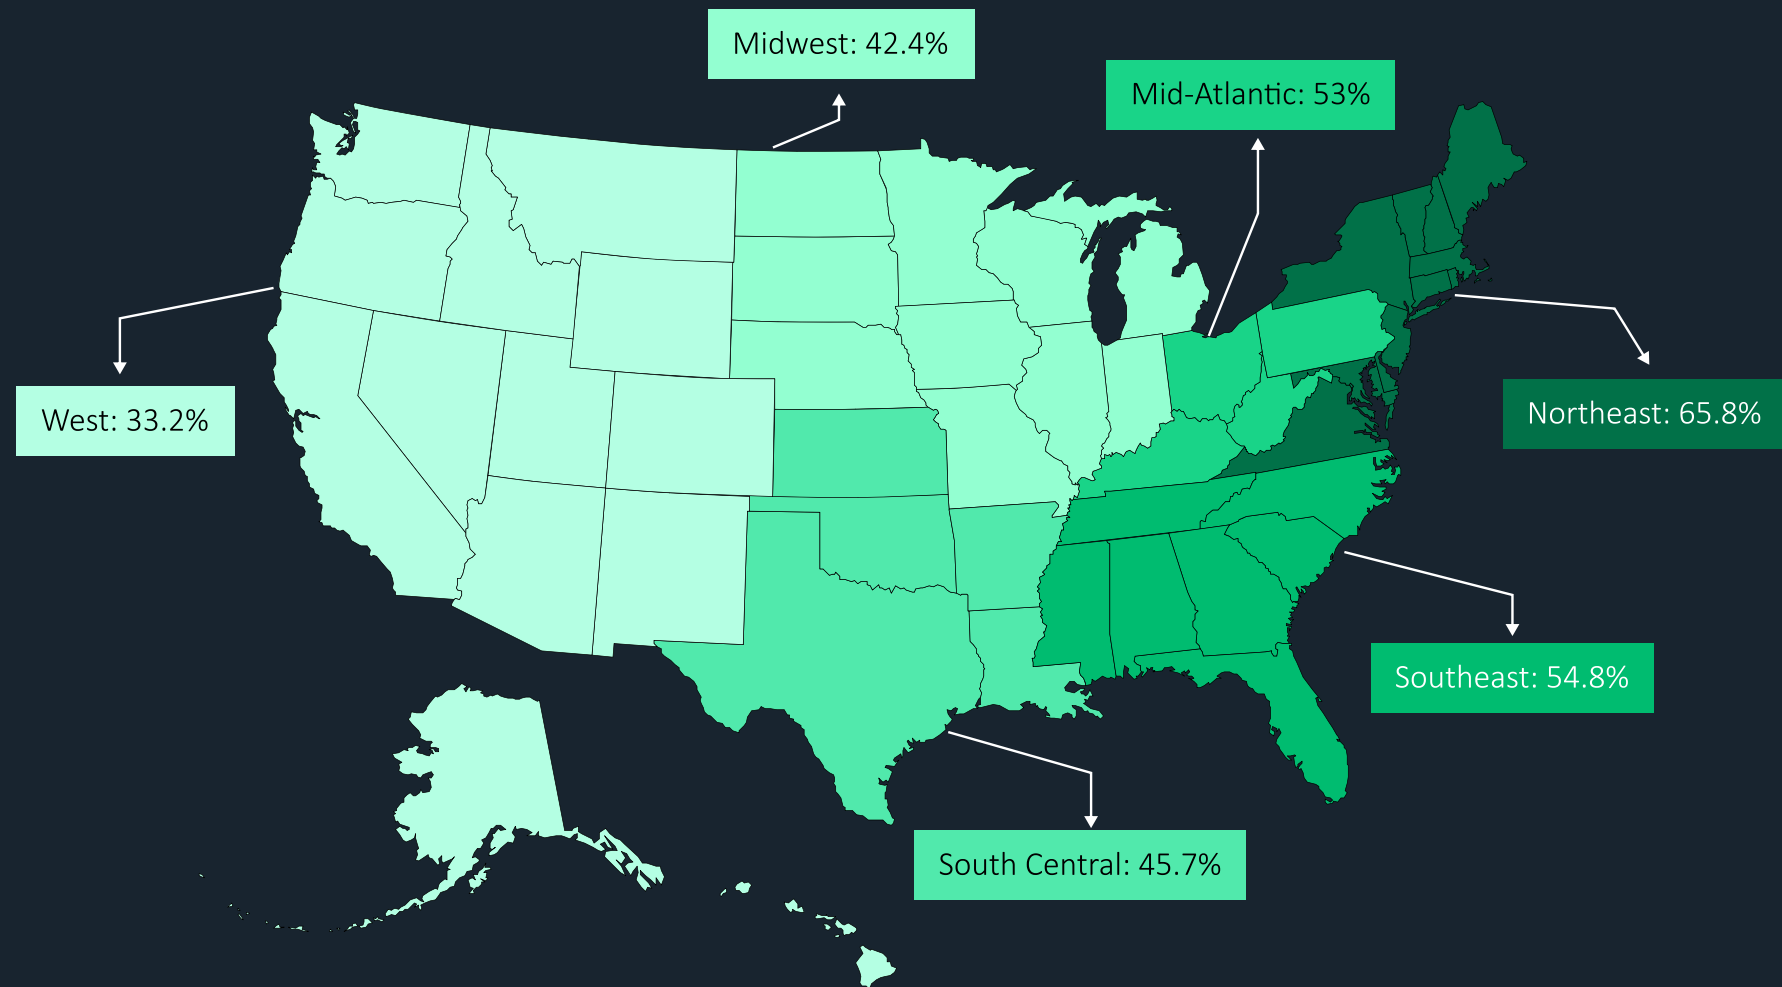 Midwest: 42.4%
Mid-Atlantic: 53%
West: 33.2%
Northeast: 65.8%
Southeast: 54.8%
South Central: 45.7%